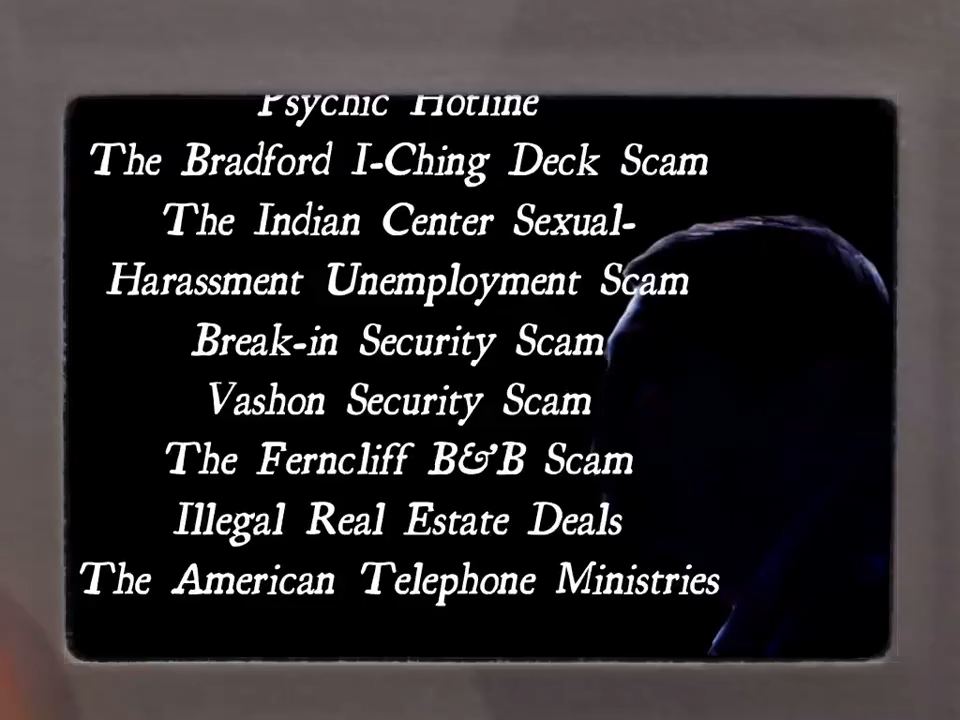 Psychic Hotline
The Bradford I-Ching Deck Scam
The Indian Center Sexual-
Harassment Unemployment Scam
Break-in Security Scam
Vashon Security Scam
The Ferncliff B&B Scam
Illegal Real Estate Deals
The American Telephone Ministries